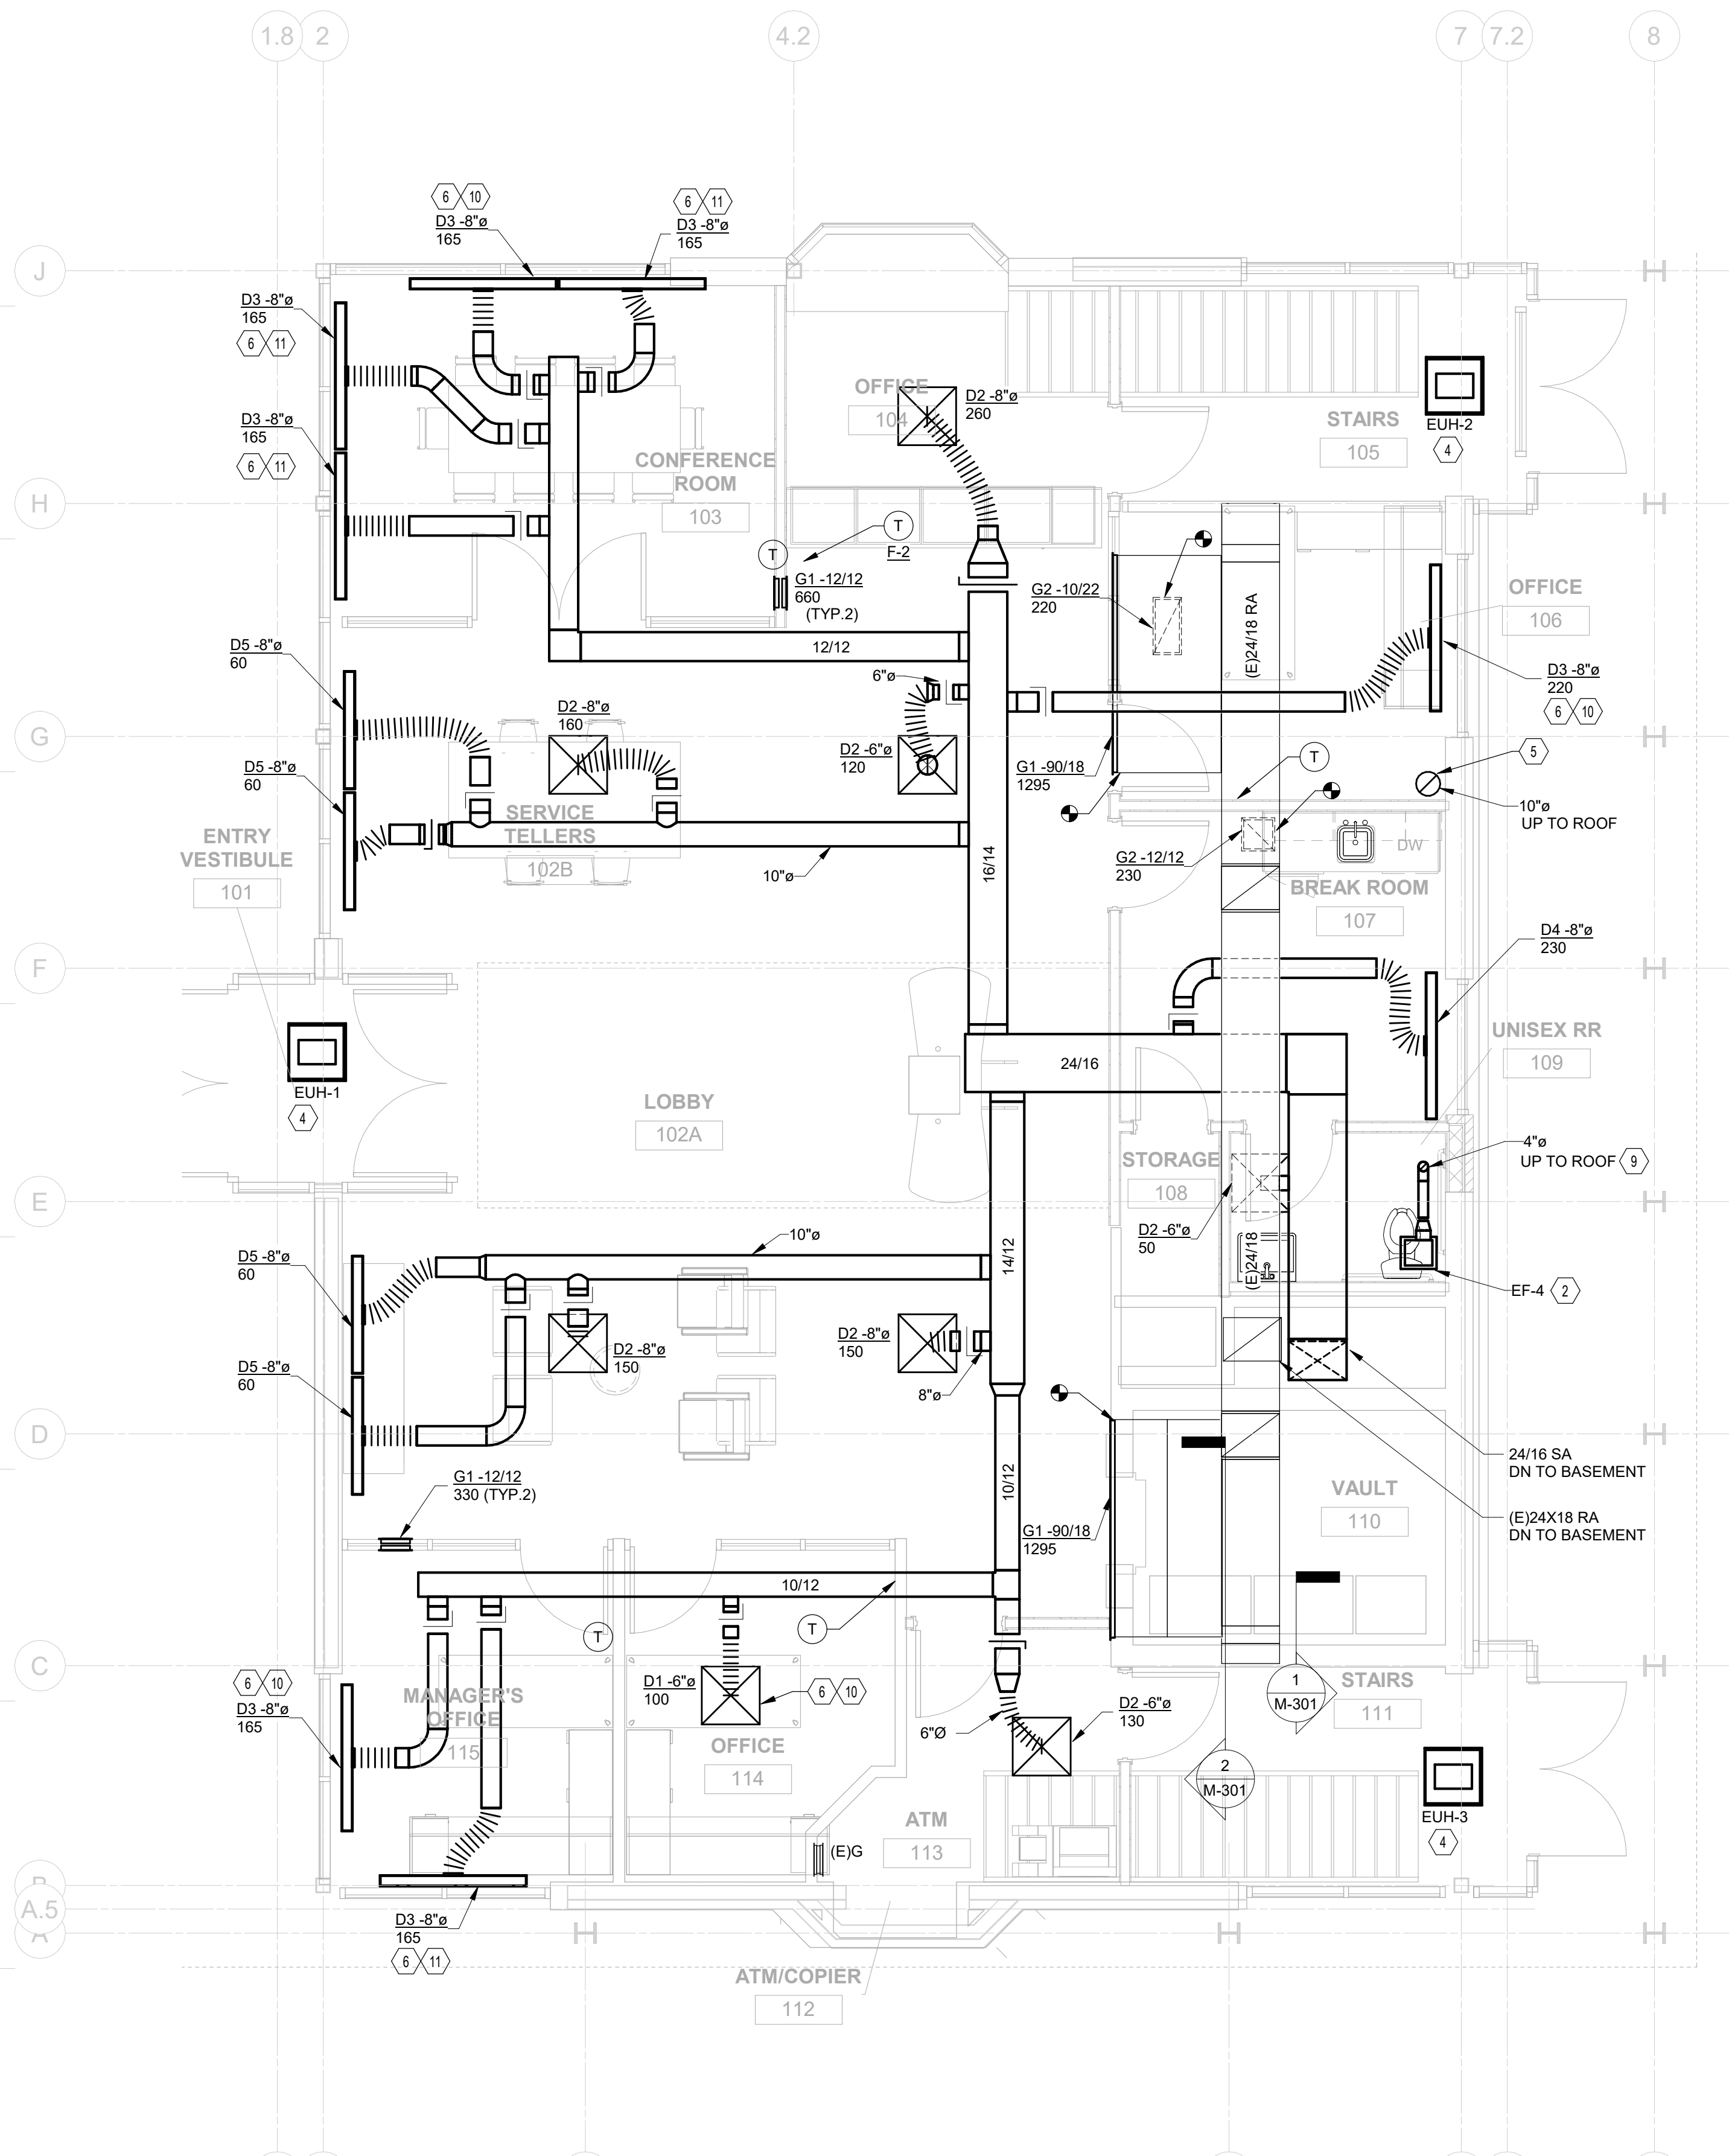 1.8
2
4.2
7
7.2
8
6
10
D3 -8"ø
165
6
11
D3 -8"ø
165
J
D3 -8"ø
165
6
11
OFFICE
104
D2 -8"ø
260
STAIRS
105
EUH-2
4
D3 -8"ø
165
6
11
CONFERENCE
ROOM
103
H
T
T
F-2
G1 -12/12
660
(TYP.2)
G2 -10/22
220
(E)24/18 RA
OFFICE
106
12/12
D5 -8"ø
60
6"ø
D3 -8"ø
220
6
10
D2 -8"ø
160
G
D2 -6"ø
120
G1 -90/18
1295
T
5
D5 -8"ø
60
10"ø
UP TO ROOF
SERVICE
TELLERS
102B
ENTRY
VESTIBULE
101
10"ø
16/14
G2 -12/12
230
DW
BREAK ROOM
107
D4 -8"ø
230
F
EUH-1
4
24/16
UNISEX RR
109
LOBBY
102A
STORAGE
108
4"ø
UP TO ROOF
9
E
D2 -6"ø
50
(E)24/18
10"ø
14/12
D5 -8"ø
60
EF-4
2
D2 -8"ø
150
D2 -8"ø
150
D5 -8"ø
60
8"ø
D
24/16 SA
DN TO BASEMENT
G1 -12/12
330 (TYP.2)
10/12
VAULT
110
(E)24X18 RA
DN TO BASEMENT
G1 -90/18
1295
10/12
T
T
C
6
10
D3 -8"ø
165
MANAGER'S
OFFICE
115
D1 -6"ø
100
6
10
D2 -6"ø
130
6"Ø
1
M-301
STAIRS
111
OFFICE
114
2
M-301
EUH-3
4
ATM
113
(E)G
B
A.5
A
D3 -8"ø
165
6
11
ATM/COPIER
112